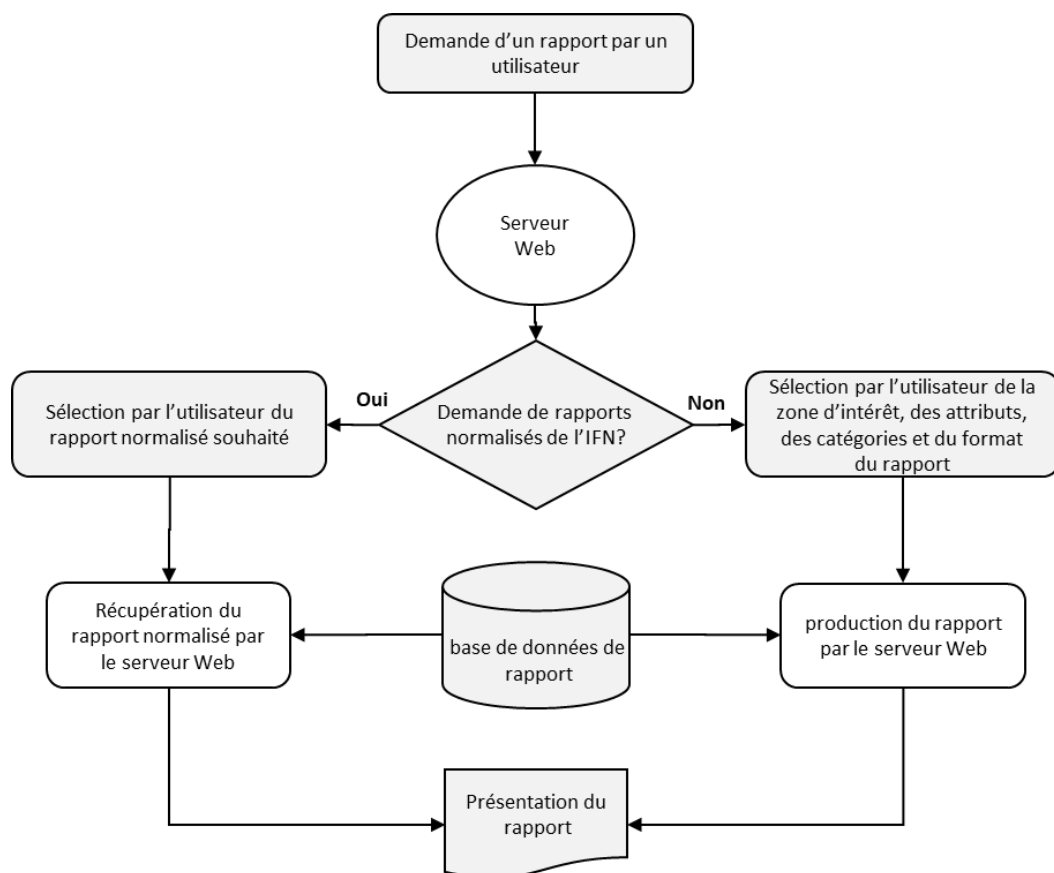 Demande d'un rapport par un
utilisateur
Serveur
Web
Oui
Non
Sélection par l'utilisateur du
rapport normalisé souhaité
Demande de rapports
normalisés de l'IFN?
Sélection par l'utilisateur de la
zone d'intérêt, des attributs,
des catégories et du format
du rapport
Récupération du
rapport normalisé par
le serveur Web
base de données de
rapport
production du rapport
par le serveur Web
Présentation du
rapport